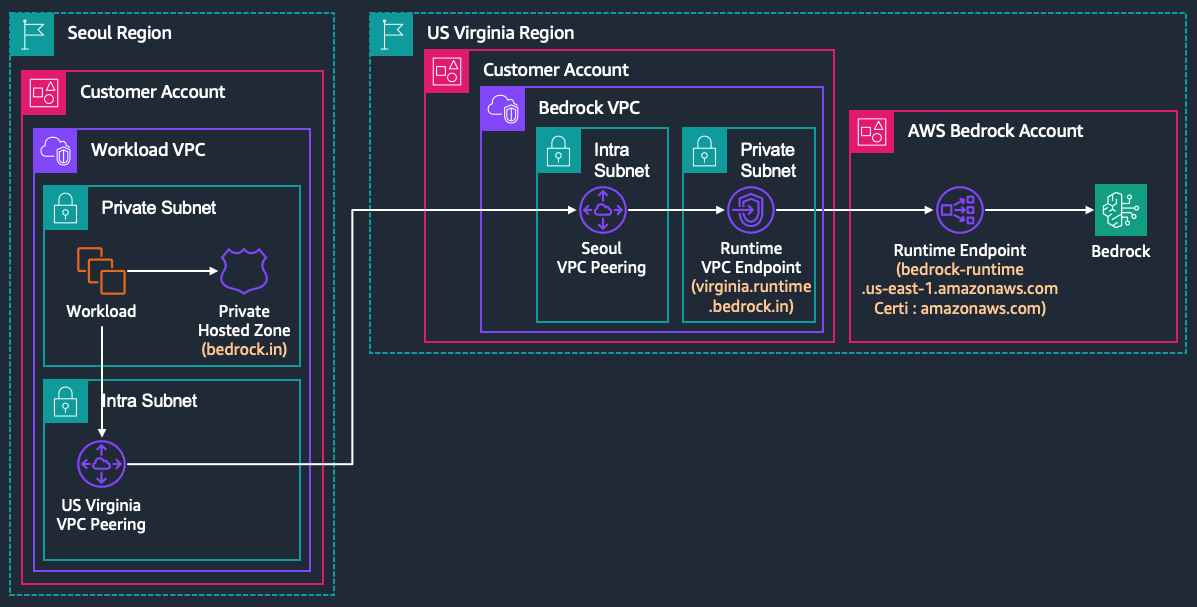 Seoul Region
Customer Account
Workload VPC
Private Subnet
Workload
Private
Hosted Zone
(bedrock.in)
Intra Subnet
US Virginia
VPC Peering
US Virginia Region
Customer Account
Bedrock VPC
Intra
Subnet
Seoul
VPC Peering
Private
Subnet
Runtime
VPC Endpoint
(virginia.runtime
.bedrock.in)
AWS Bedrock Account
Runtime Endpoint
(bedrock-runtime
.us-east-1.amazonaws.com
Certi : amazonaws.com)
Bedrock